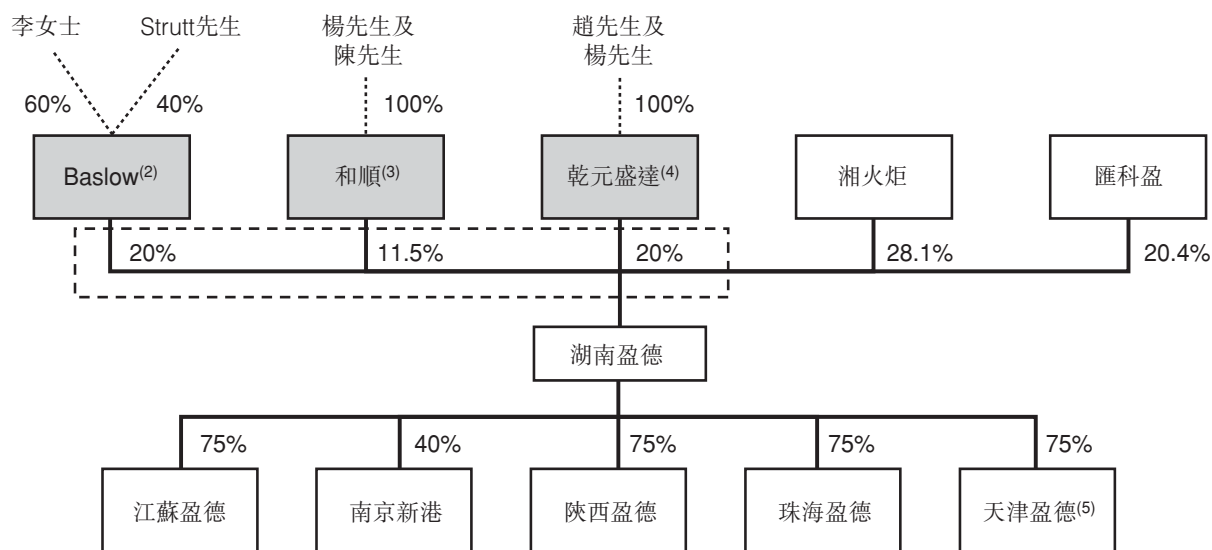 李女士
Strutt先生
楊先生及
陳先生
趙先生及
楊先生
60%
40%
100%
100%
Baslow(2)
和順(3)
乾元盛達(4)
湘火炬
匯科盈
20%
11.5%
20%
28.1%
20.4%
湖南盈德
75%
40%
75%
75%
75%
江蘇盈德
南京新港
陝西盈德
珠海盈德
天津盈德(5)